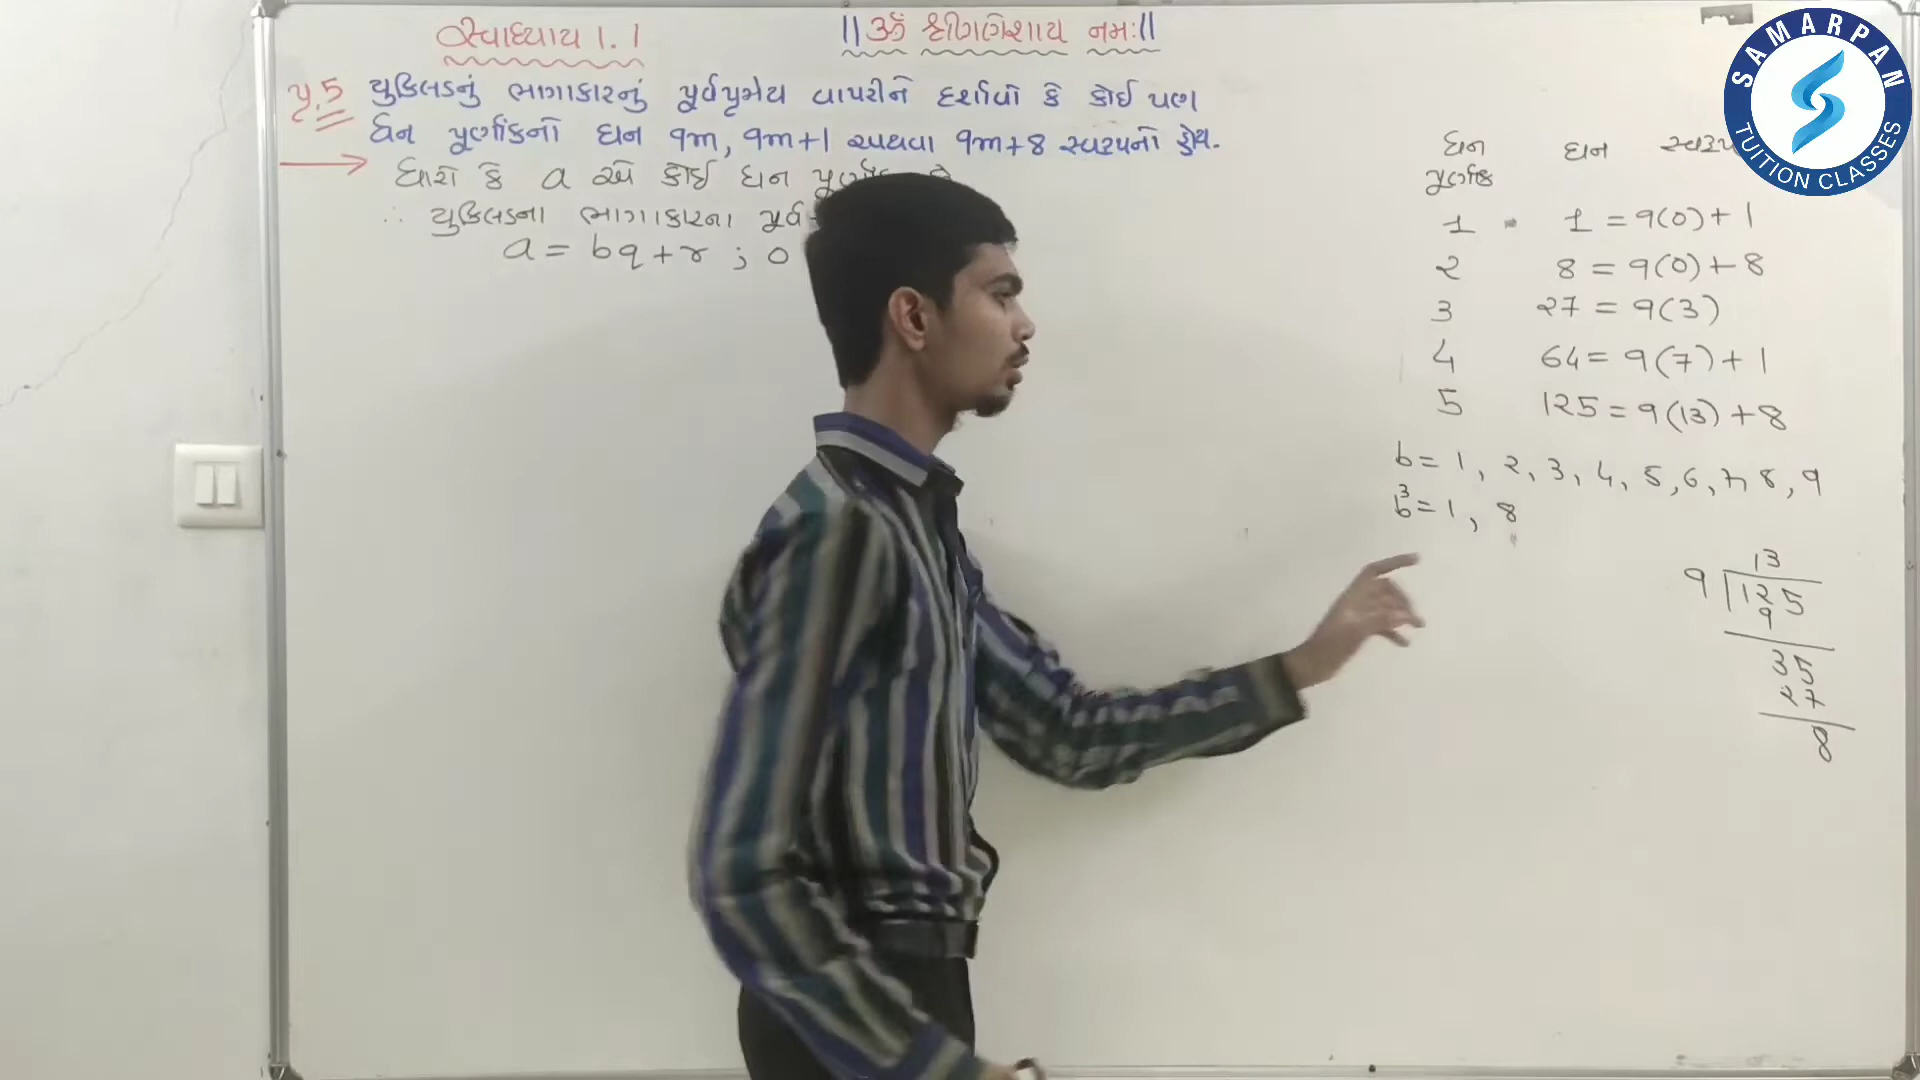 સ્વાધ્યાય 1.1
||ૐ શ્રીગણેશાય નમઃ||
પ્ર.5 યુક્લિડનું ભાગાકારનું પૂર્વપ્રમેય વાપરીને દર્શાવો કે કોઈ પણ
ધન પૂર્ણાંકનો ઘન 9m, 9m+1 અથવા 9m+8 સ્વરૂપનો હોય.
ધારો કે a એ કોઈ ધન
∴ યુક્લિડના ભાગાકારના પૂર્વ
a = bq + r ; 0
ધન પૂર્ણાંક ઘન
1 1 = 9(0) + 1
2 8 = 9(0) + 8
3 27 = 9(3)
4 64 = 9(7) + 1
5 125 = 9(13) + 8
b = 1, 2, 3, 4, 5, 6, 7, 8, 9
b³ = 1, 8
13
9 125
9
35
27
8
SAMARPAN
TUITION CLASSES